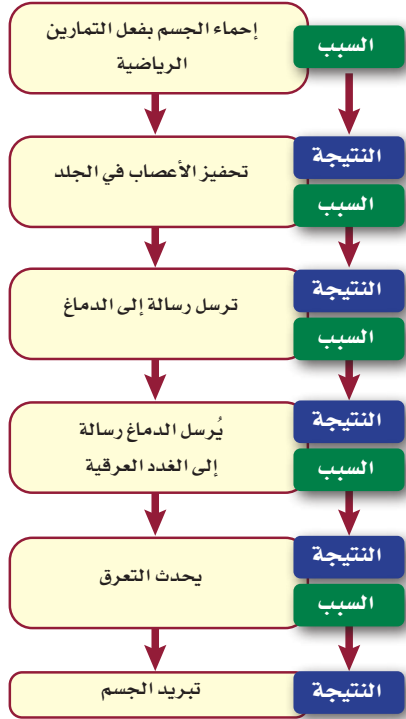 السبب
إحماء الجسم بفعل التمارين
الرياضية
النتيجة
السبب
تحفيز الأعصاب في الجلد
النتيجة
السبب
ترسل رسالة إلى الدماغ
النتيجة
السبب
يُرسل الدماغ رسالة
إلى الغدد العرقية
النتيجة
السبب
يحدث التعرق
النتيجة
تبريد الجسم